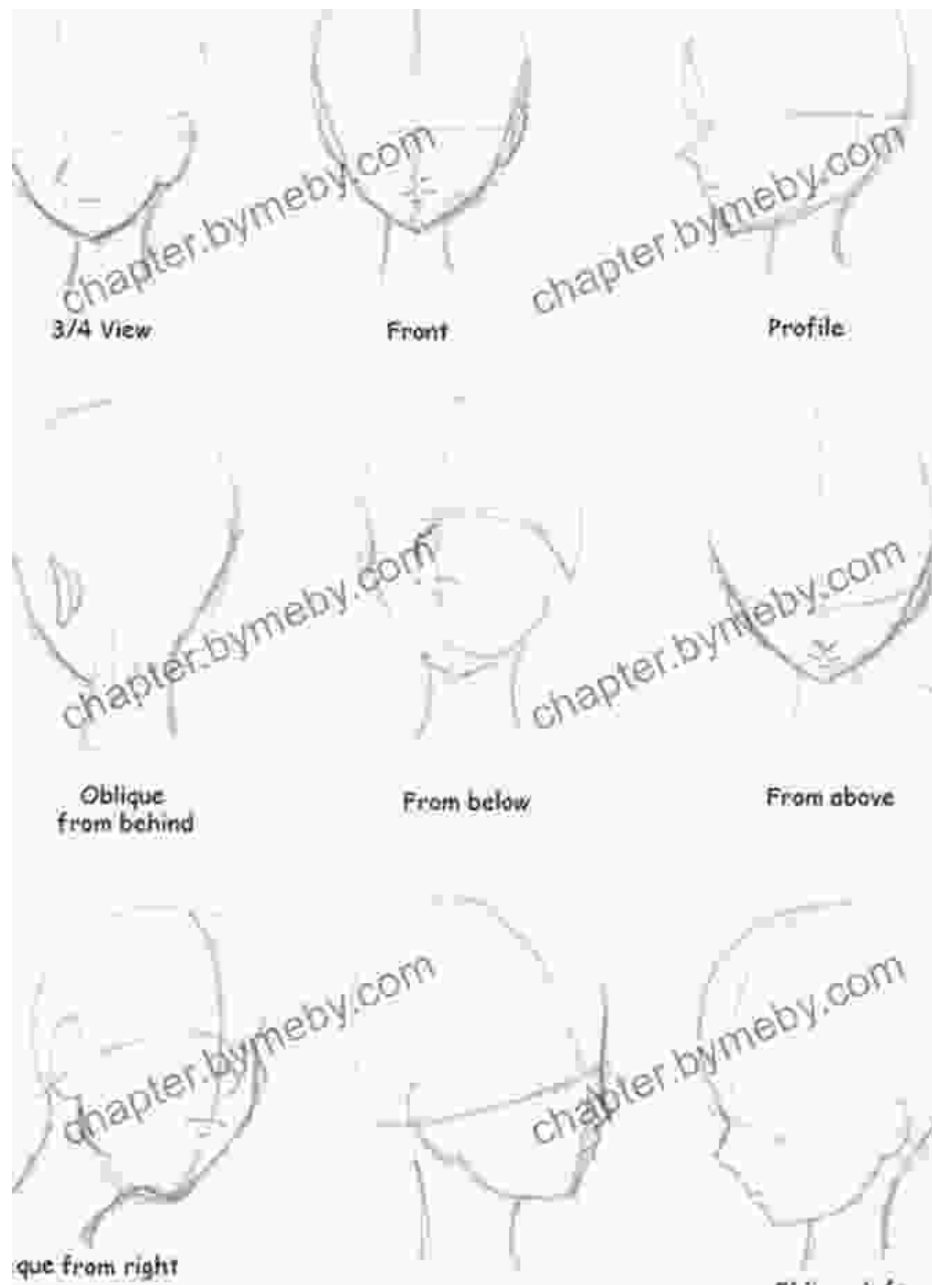 chapter.bymeby.com
chapter.bymeby.com
3/4 View
Front
Profile
chapter.bymeby.com
chapter.bymeby.com
Oblique
from behind
From below
From above
chapter.bymeby.com
chapter.bymeby.com
que from right